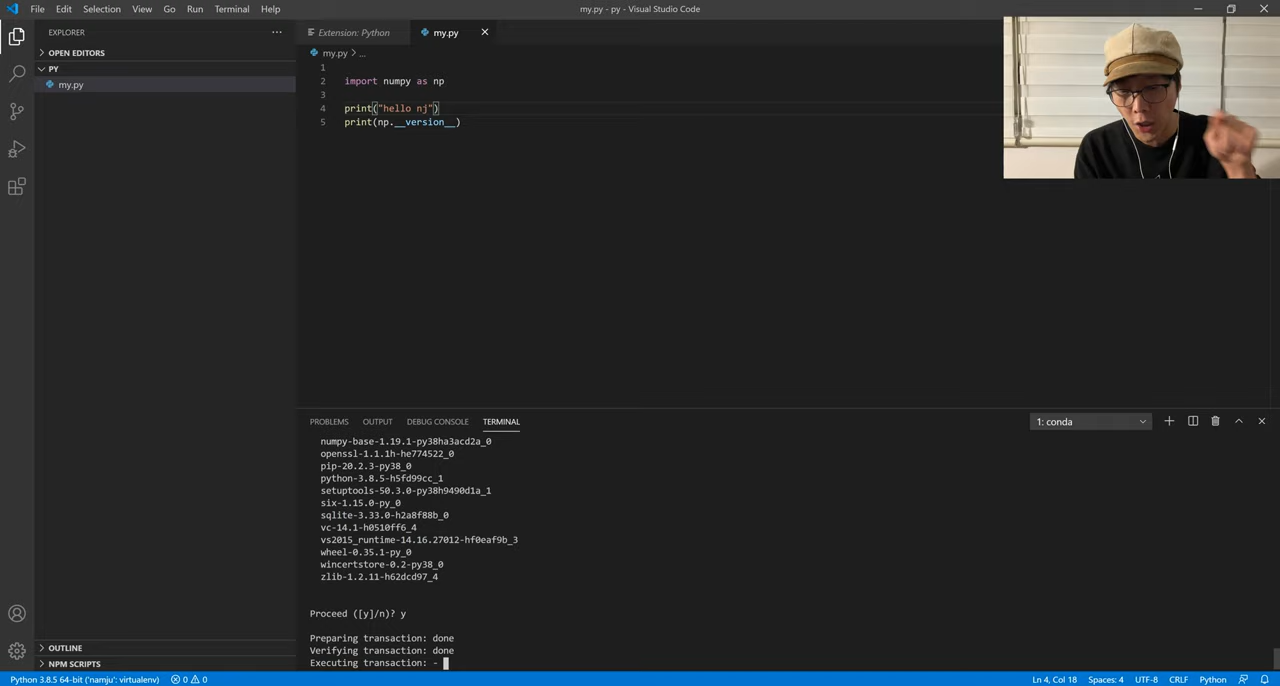 File Edit Selection View Go Run Terminal Help
my.py - py - Visual Studio Code
EXPLORER
OPEN EDITORS
PY
my.py
OUTLINE
NPM SCRIPTS
Extension: Python
my.py
my.py > ...
1
2 import numpy as np
3
4 print("hello nj")
5 print(np.__version__)
PROBLEMS OUTPUT DEBUG CONSOLE TERMINAL
1: conda
numpy-base-1.19.1-py38ha3acd2a_0
openssl-1.1.1h-he774522_0
pip-20.2.3-py38_0
python-3.8.5-h5fd99cc_1
setuptools-50.3.0-py38h9490d1a_1
six-1.15.0-py_0
sqlite-3.33.0-h2a8f88b_0
vc-14.1-h0510ff6_4
vs2015_runtime-14.16.27012-hf0eaf9b_3
wheel-0.35.1-py_0
wincertstore-0.2-py38_0
zlib-1.2.11-h62dcd97_4
Proceed ([y]/n)? y
Preparing transaction: done
Verifying transaction: done
Executing transaction: -
Python 3.8.5 64-bit ('namju': virtualenv) 0 0
Ln 4, Col 18 Spaces: 4 UTF-8 CRLF Python